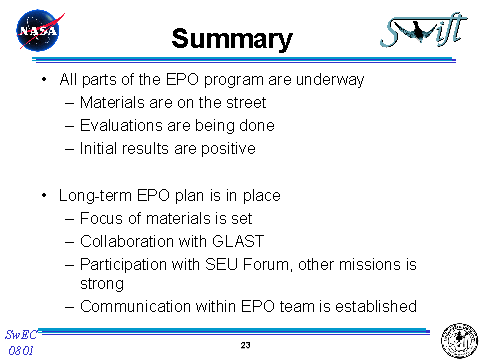 NASA
Summary
Swift
• All parts of the EPO program are underway
– Materials are on the street
– Evaluations are being done
– Initial results are positive
• Long-term EPO plan is in place
– Focus of materials is set
– Collaboration with GLAST
– Participation with SEU Forum, other missions is
strong
– Communication within EPO team is established
SwEC
0801
23